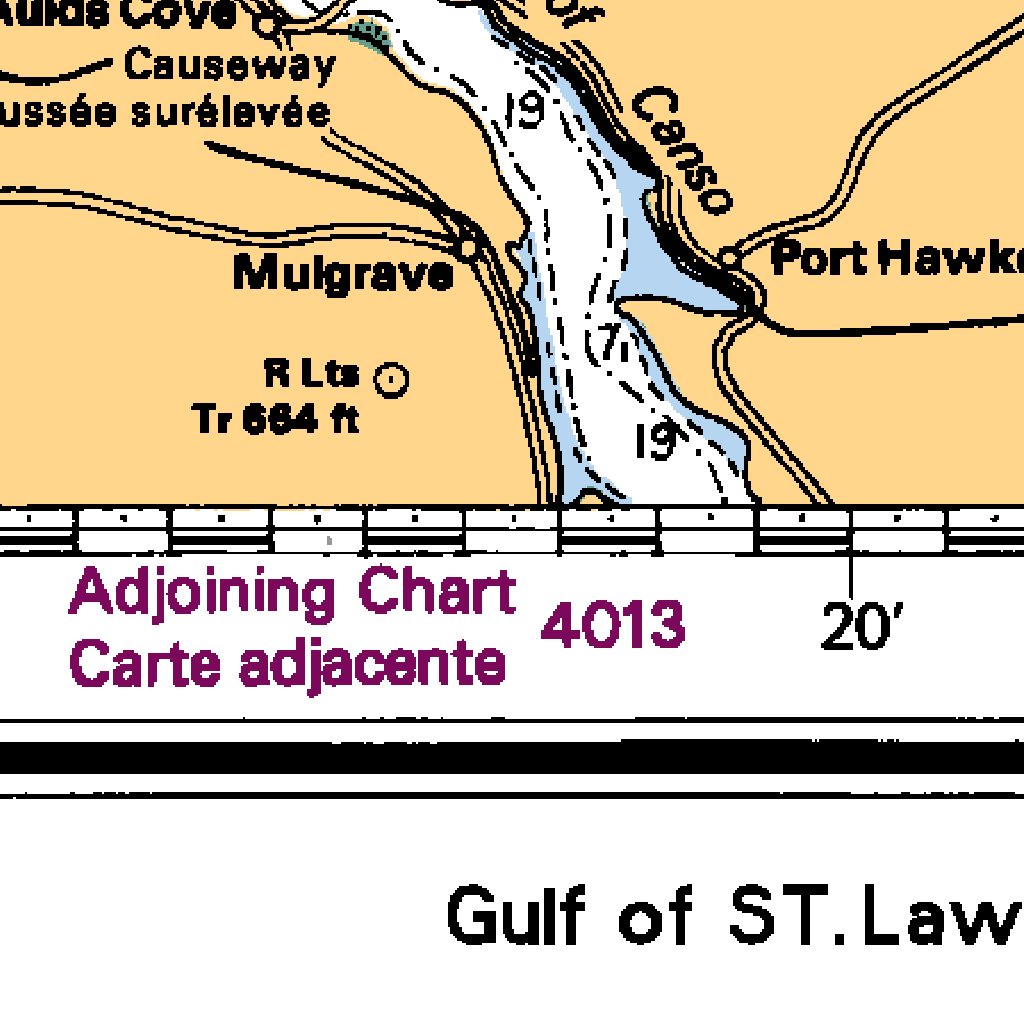 Aulds Cove
of
Causeway
ussée surélevée
19
Canso
Mulgrave
Port Hawke
7
R Lts
Tr 664 ft
19
Adjoining Chart 4013
Carte adjacente
20′
Gulf of ST. Law